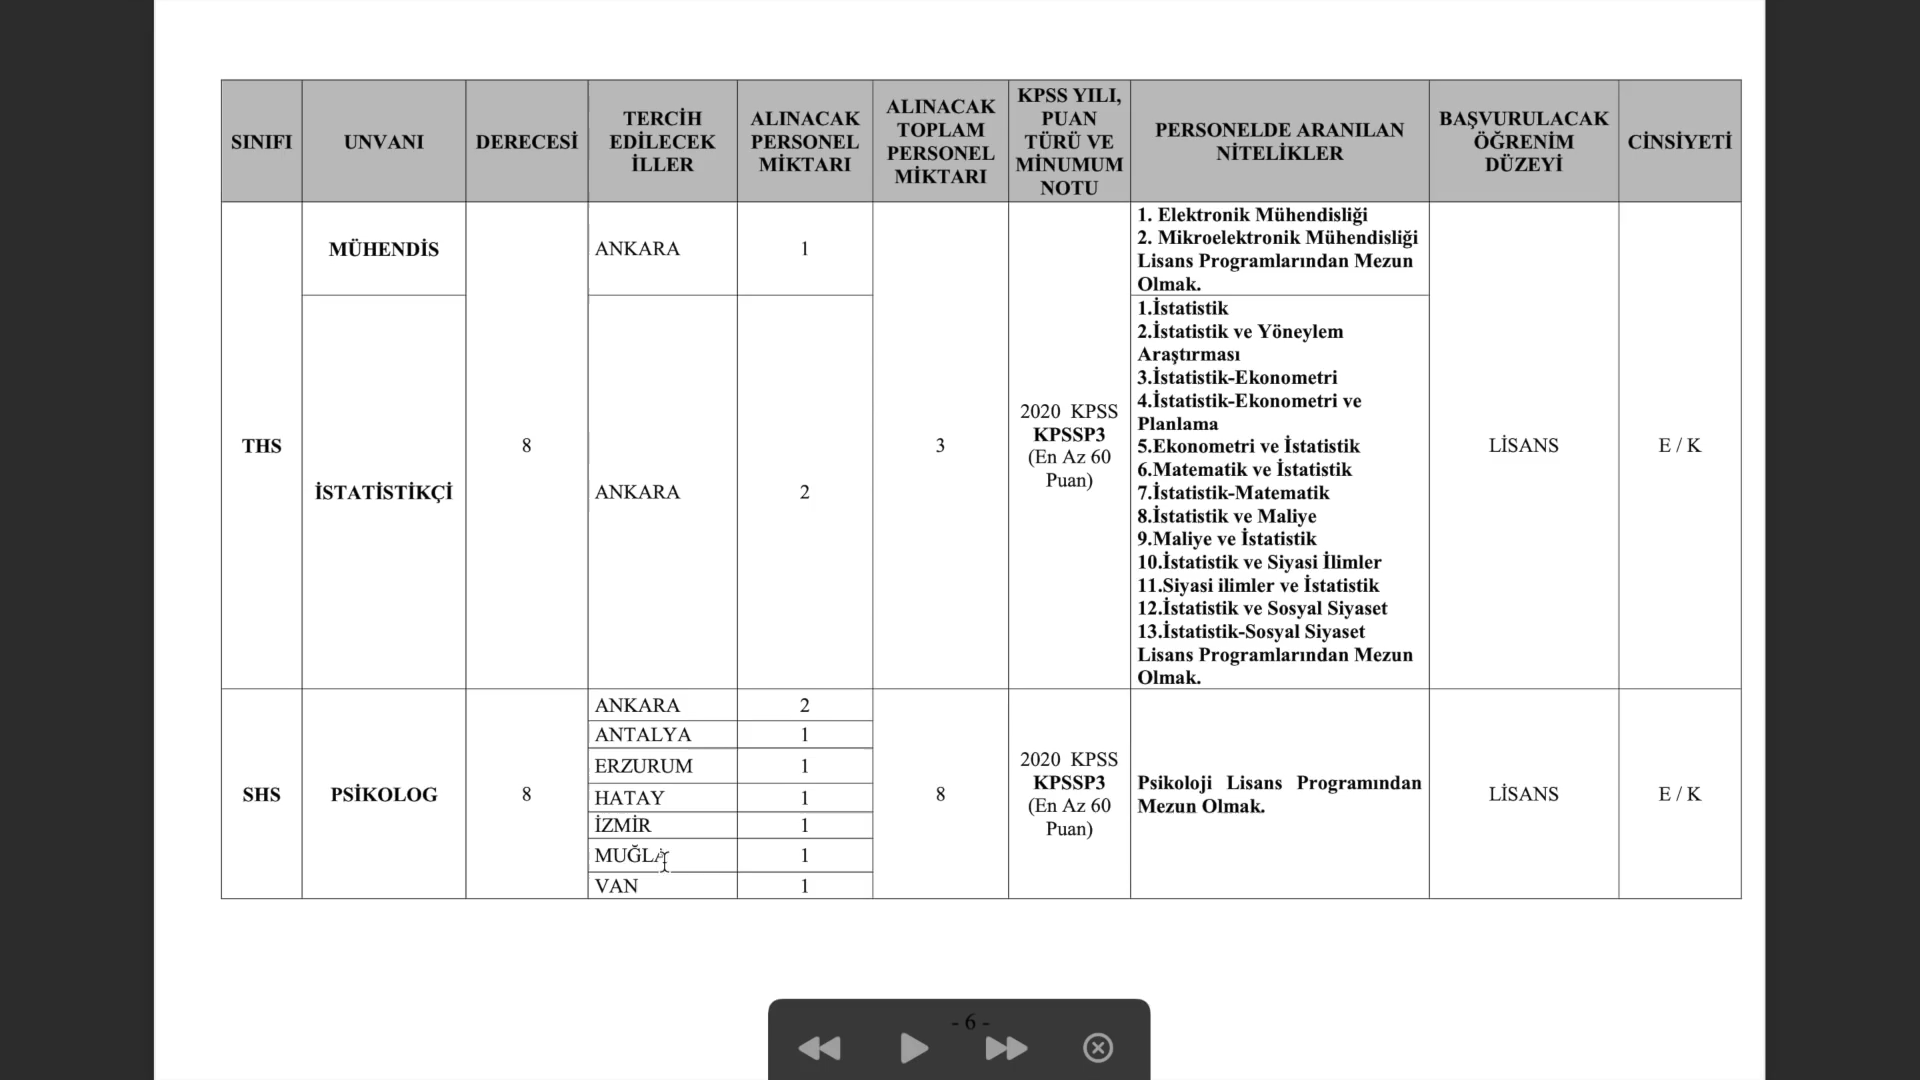 SINIFI
UNVANI
DERECESİ
TERCİH
EDİLECEK
İLLER
ALINACAK
PERSONEL
MİKTARI
ALINACAK
TOPLAM
PERSONEL
MİKTARI
KPSS YILI,
PUAN
TÜRÜ VE
MİNUMUM
NOTU
PERSONELDE ARANILAN
NİTELİKLER
BAŞVURULACAK
ÖĞRENİM
DÜZEYİ
CİNSİYETİ
THS
MÜHENDİS
8
ANKARA
1
3
2020 KPSS
KPSSP3
(En Az 60
Puan)
1. Elektronik Mühendisliği
2. Mikroelektronik Mühendisliği
Lisans Programlarından Mezun
Olmak.
LİSANS
E / K
İSTATİSTİKÇİ
ANKARA
2
1.İstatistik
2.İstatistik ve Yöneylem
Araştırması
3.İstatistik-Ekonometri
4.İstatistik-Ekonometri ve
Planlama
5.Ekonometri ve İstatistik
6.Matematik ve İstatistik
7.İstatistik-Matematik
8.İstatistik ve Maliye
9.Maliye ve İstatistik
10.İstatistik ve Siyasi İlimler
11.Siyasi ilimler ve İstatistik
12.İstatistik ve Sosyal Siyaset
13.İstatistik-Sosyal Siyaset
Lisans Programlarından Mezun
Olmak.
SHS
PSİKOLOG
8
ANKARA 2
ANTALYA 1
ERZURUM 1
HATAY 1
İZMİR 1
MUĞLA 1
VAN 1
8
2020 KPSS
KPSSP3
(En Az 60
Puan)
Psikoloji Lisans Programından
Mezun Olmak.
LİSANS
E / K
- 6 -